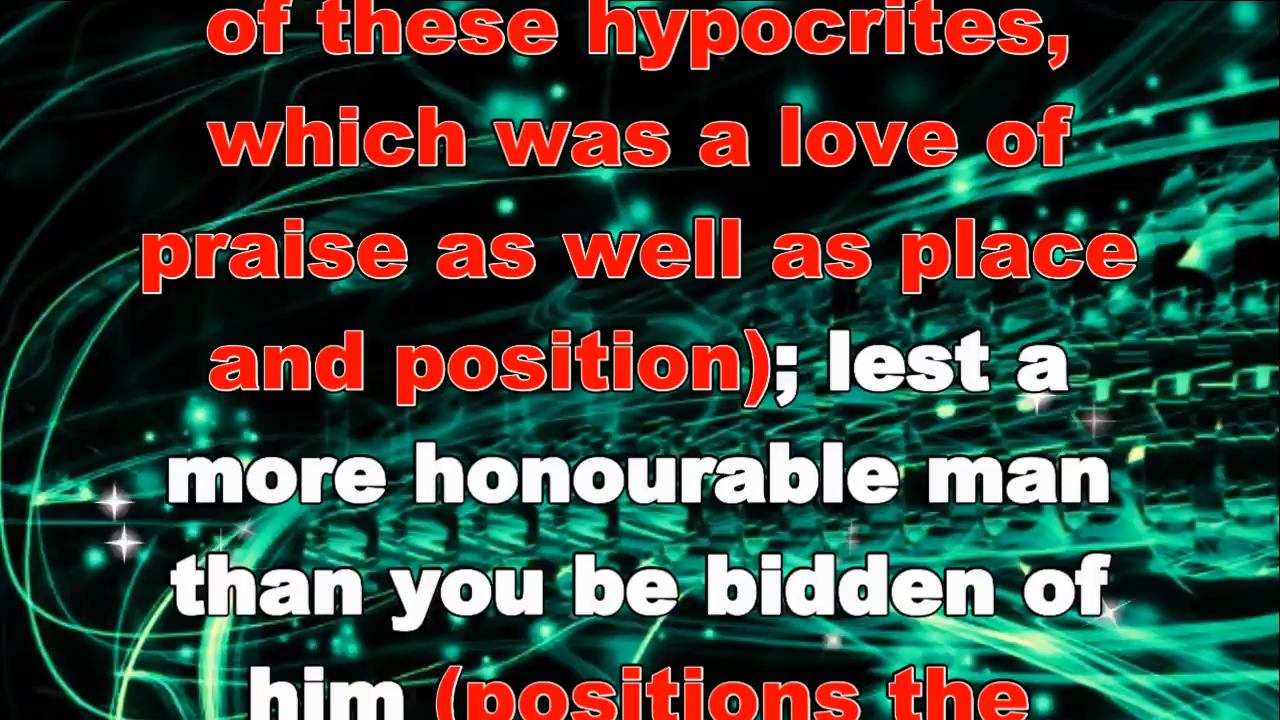 of these hypocrites,
which was a love of
praise as well as place
and position); lest a
more honourable man
than you be bidden of
him (positions the